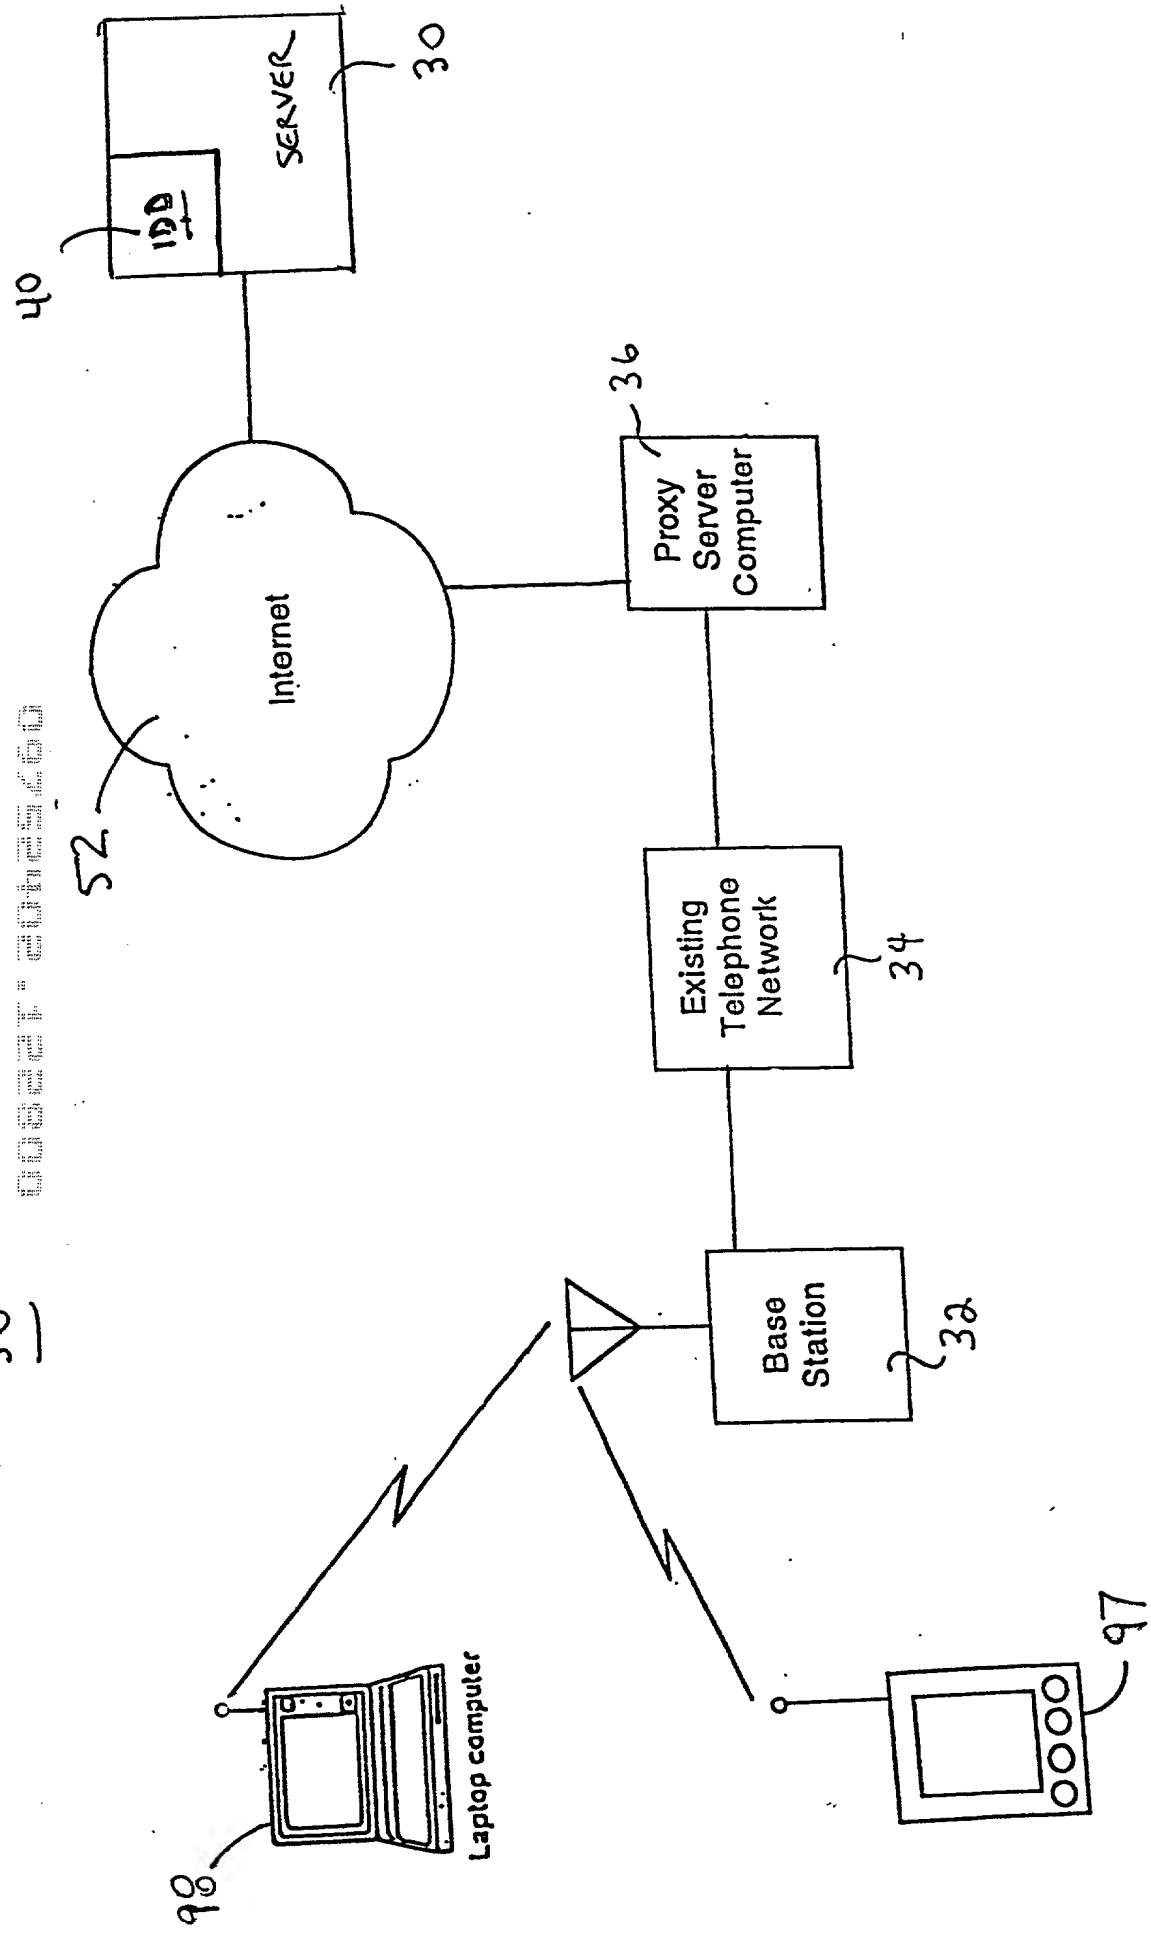 98
Laptop computer
97
Base
Station
32
Existing
Telephone
Network
34
Proxy
Server
Computer
36
52
Internet
40
IDD
SERVER
30